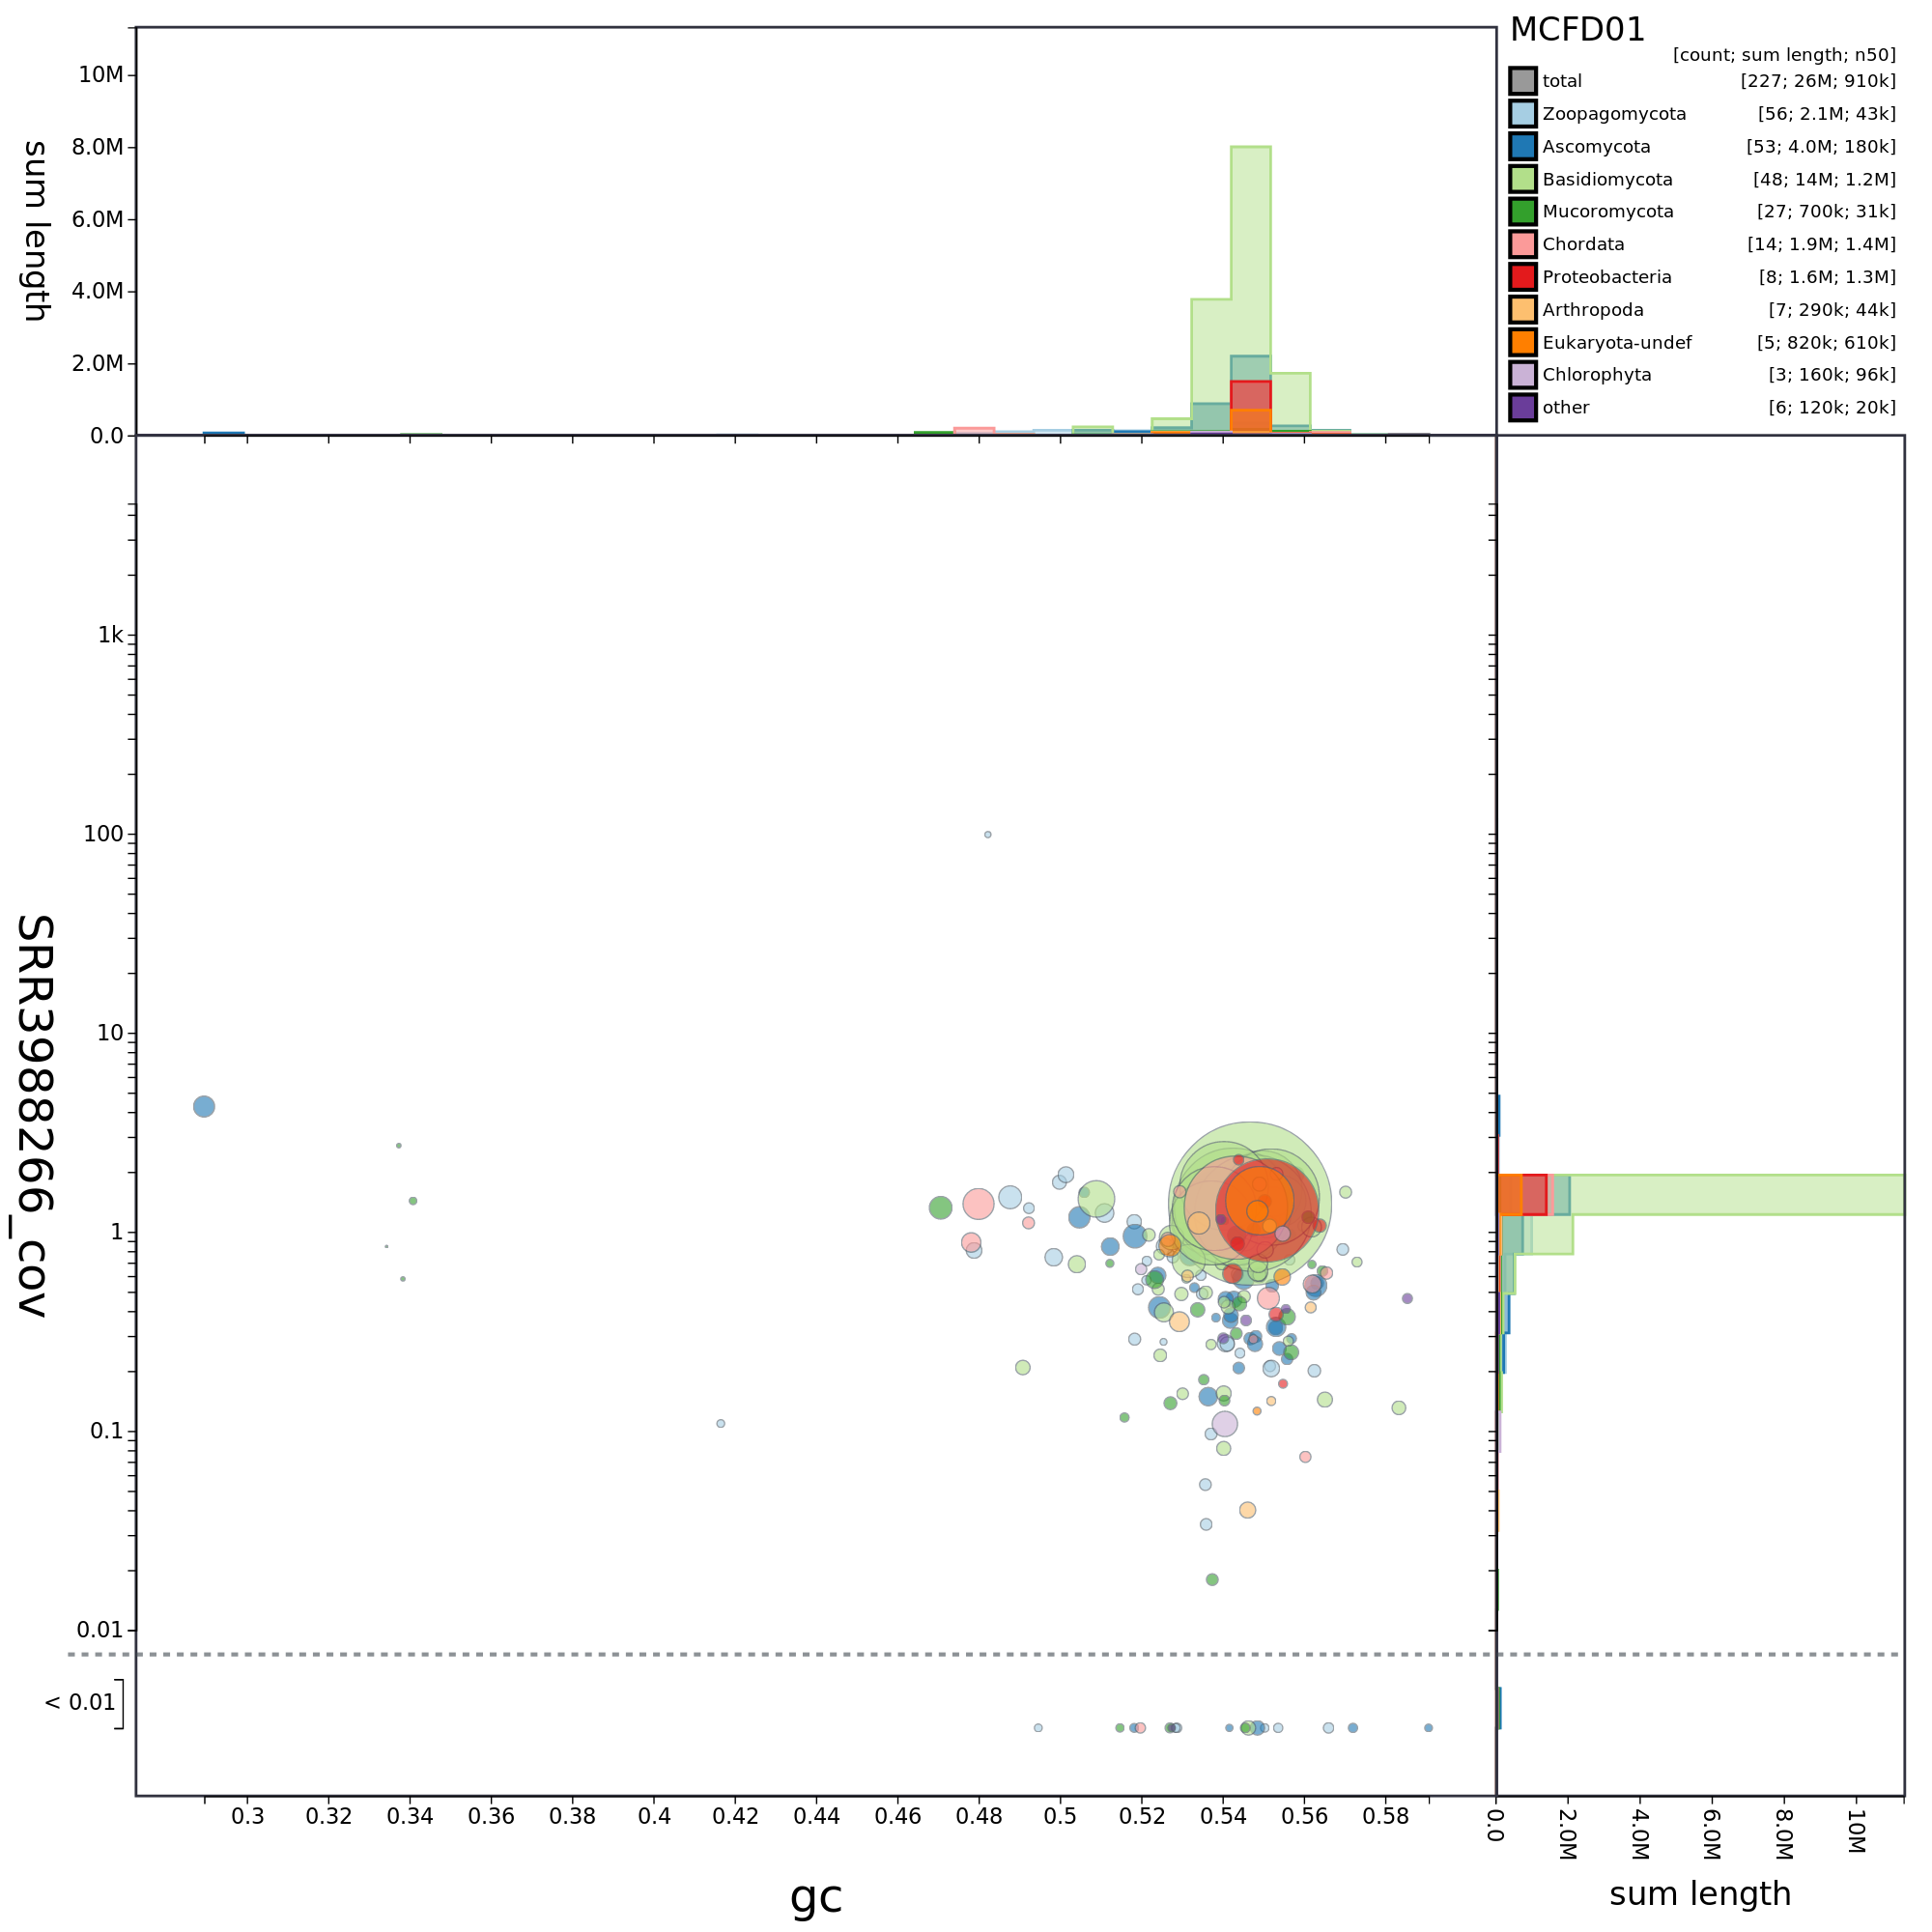 MCFD01
[count; sum length; n50]
total [227; 26M; 910k]
Zoopagomycota [56; 2.1M; 43k]
Ascomycota [53; 4.0M; 180k]
Basidiomycota [48; 14M; 1.2M]
Mucoromycota [27; 700k; 31k]
Chordata [14; 1.9M; 1.4M]
Proteobacteria [8; 1.6M; 1.3M]
Arthropoda [7; 290k; 44k]
Eukaryota-undef [5; 820k; 610k]
Chlorophyta [3; 160k; 96k]
other [6; 120k; 20k]
sum length
10M
8.0M
6.0M
4.0M
2.0M
0.0
SRR3988266_cov
1k
100
10
1
0.1
0.01
< 0.01
0.3 0.32 0.34 0.36 0.38 0.4 0.42 0.44 0.46 0.48 0.5 0.52 0.54 0.56 0.58
gc
0.0 2.0M 4.0M 6.0M 8.0M 10M
sum length